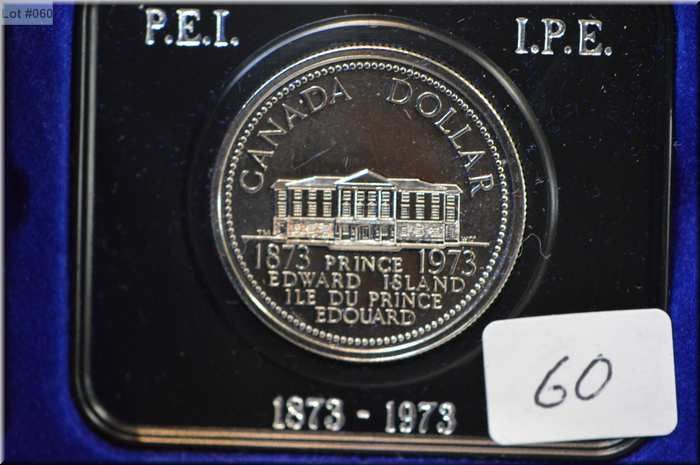 Lot #060
P.E.I.
I.P.E.
CANADA DOLLAR
1873 PRINCE 1973
EDWARD ISLAND
ILE DU PRINCE
EDOUARD
1873 - 1973
60